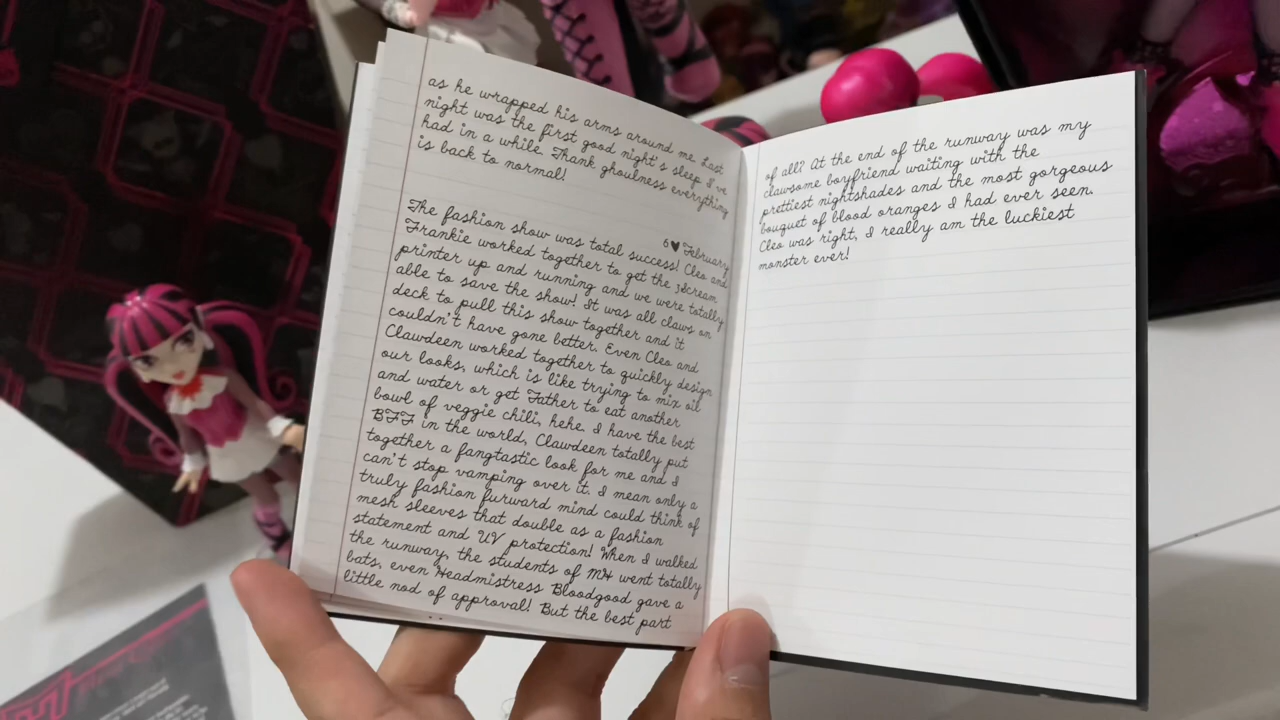 as he wrapped his arms around me. Last
night was the first good night's sleep I've
had in a while. Thank ghoulness everything
is back to normal!
6♥ February
The fashion show was total success! Cleo and
Frankie worked together to get the 3Scream
printer up and running and we were totally
able to save the show! It was all claws on
deck to pull this show together and it
couldn't have gone better. Even Cleo and
Clawdeen worked together to quickly design
our looks, which is like trying to mix oil
and water or get Father to eat another
bowl of veggie chili, hehe. I have the best
BFF in the world, Clawdeen totally put
together a fangtastic look for me and I
can't stop vamping over it. I mean only a
truly fashion furward mind could think of
mesh sleeves that double as a fashion
statement and UV protection! When I walked
the runway, the students of MH went totally
bats, even Headmistress Bloodgood gave a
little nod of approval! But the best part
of all? At the end of the runway was my
clawsome boyfriend waiting with the
prettiest nightshades and the most gorgeous
bouquet of blood oranges I had ever seen.
Cleo was right, I really am the luckiest
monster ever!